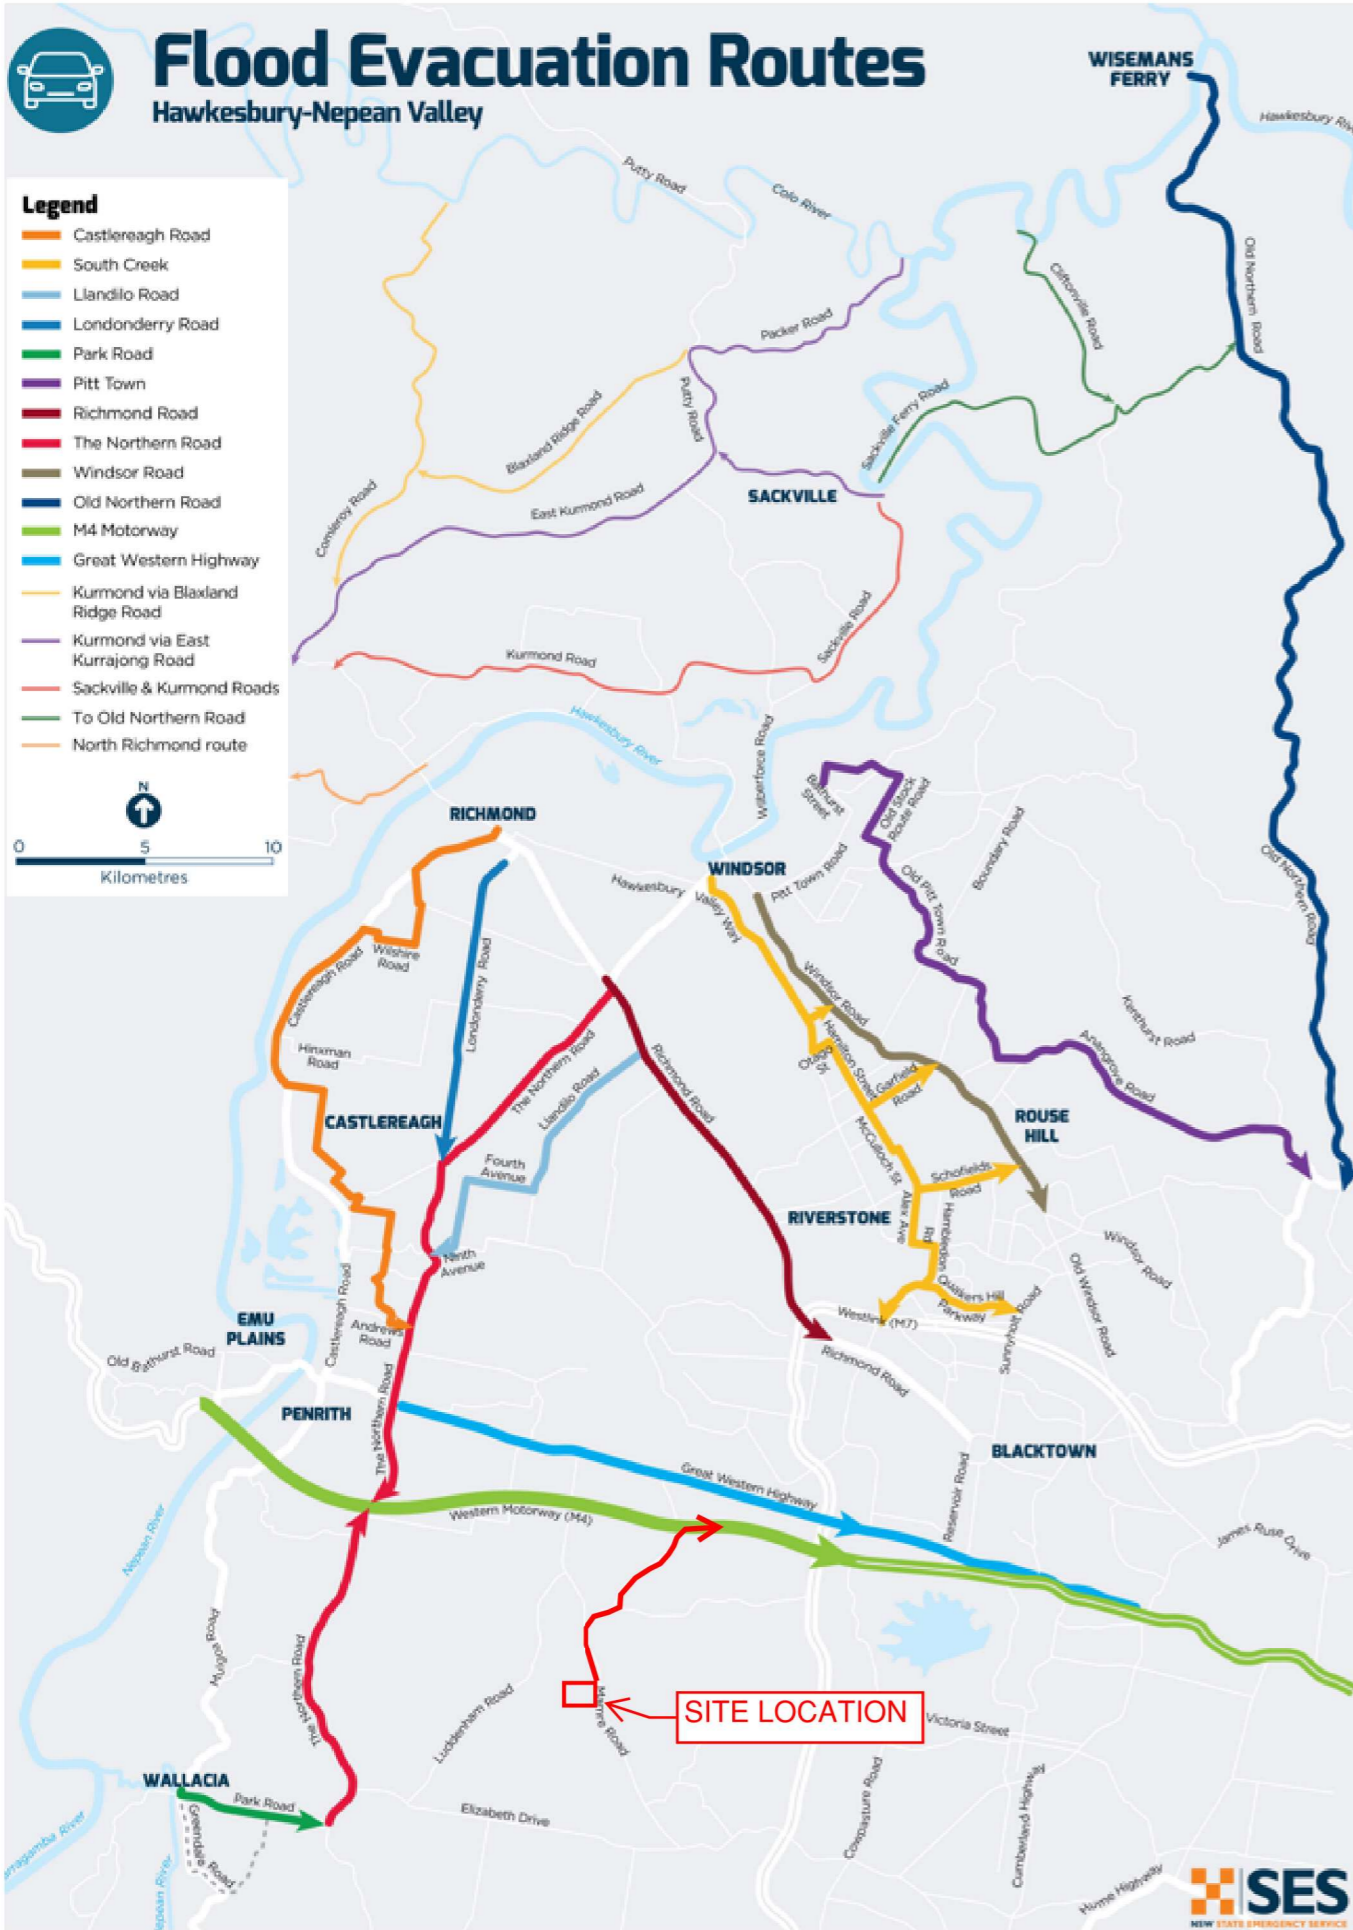 Flood Evacuation Routes
Hawkesbury-Nepean Valley
WISEMANS
FERRY
Hawkesbury Rive
Putty Road
Colo River
Legend
Castlereagh Road
South Creek
Llandilo Road
Londonderry Road
Park Road
Pitt Town
Richmond Road
The Northern Road
Windsor Road
Old Northern Road
M4 Motorway
Great Western Highway
Kurmond via Blaxland
Ridge Road
Kurmond via East
Kurrajong Road
Sackville & Kurmond Roads
To Old Northern Road
North Richmond route
N
0 5 10
Kilometres
Old Northern Road
Cliftonville Road
Packer Road
Putty Road
Sackville Ferry Road
Blaxland Ridge Road
Comleroy Road
East Kurmond Road
SACKVILLE
Sackville Road
Kurmond Road
Hawkesbury River
Wilberforce Road
Bathurst
Street
Old Stock
Route Road
Boundary Road
RICHMOND
WINDSOR
Pitt Town Road
Old Pitt Town Road
Old Northern Road
Hawkesbury Valley Way
Wilshire
Road
Castlereagh Road
Londonderry Road
Windsor Road
Kenthurst Road
Hinxman
Road
The Northern Road
Llandilo Road
Richmond Road
Otago St
Hamilton Street
Garfield
Road
Annangrove Road
CASTLEREAGH
ROUSE
HILL
McCulloch St
Fourth
Avenue
Schofields
Road
RIVERSTONE
Alex Ave
Hambledon
Rd
Windsor Road
Old Windsor Road
Ninth
Avenue
Castlereagh Road
Quakers Hill
Parkway
Sunnyholt Road
EMU
PLAINS
Andrews
Road
Westlink (M7)
Old Bathurst Road
Richmond Road
PENRITH
The Northern Road
BLACKTOWN
Great Western Highway
Reservoir Road
Western Motorway (M4)
James Ruse Drive
Nepean River
Mulgoa Road
The Northern Road
Luddenham Road
Mamre Road
SITE LOCATION
Victoria Street
WALLACIA
Park Road
Elizabeth Drive
Cowpasture Road
Cumberland Highway
Greendale Road
arragamba River
epean River
Hume Highway
SES
NSW STATE EMERGENCY SERVICE